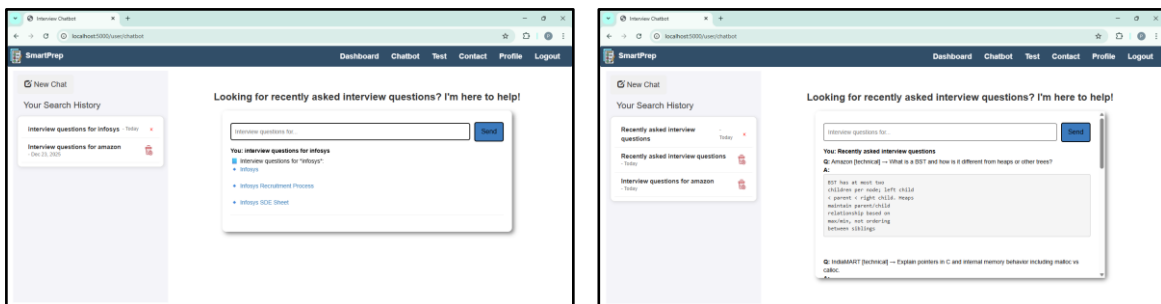 Interview Chatbot
localhost:5000/user/chatbot
SmartPrep
Dashboard Chatbot Test Contact Profile Logout
New Chat
Your Search History
interview questions for infosys - Today
Interview questions for amazon
- Dec 23, 2025
Looking for recently asked interview questions? I'm here to help!
Interview questions for...
Send
You: interview questions for infosys
Interview questions for "infosys":
Infosys
Infosys Recruitment Process
Infosys SDE Sheet
Interview Chatbot
localhost:5000/user/chatbot
SmartPrep
Dashboard Chatbot Test Contact Profile Logout
New Chat
Your Search History
Recently asked interview questions - Today
Recently asked interview questions
- Today
Interview questions for amazon
- Today
Looking for recently asked interview questions? I'm here to help!
Interview questions for...
Send
You: Recently asked interview questions
Q: Amazon [technical] → What is a BST and how is it different from heaps or other trees?
A:
BST has at most two
children per node; left child
< parent < right child. Heaps
maintain parent/child
relationship based on
max/min, not ordering
between siblings
Q: IndiaMART [technical] → Explain pointers in C and internal memory behavior including malloc vs
calloc.